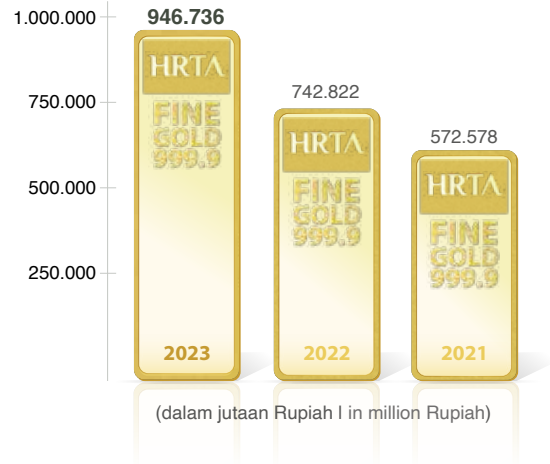 1.000.000
750.000
500.000
250.000
946.736
HRTA
FINE
GOLD
999.9
2023
742.822
HRTA
FINE
GOLD
999.9
2022
572.578
HRTA
FINE
GOLD
999.9
2021
(dalam jutaan Rupiah I in million Rupiah)